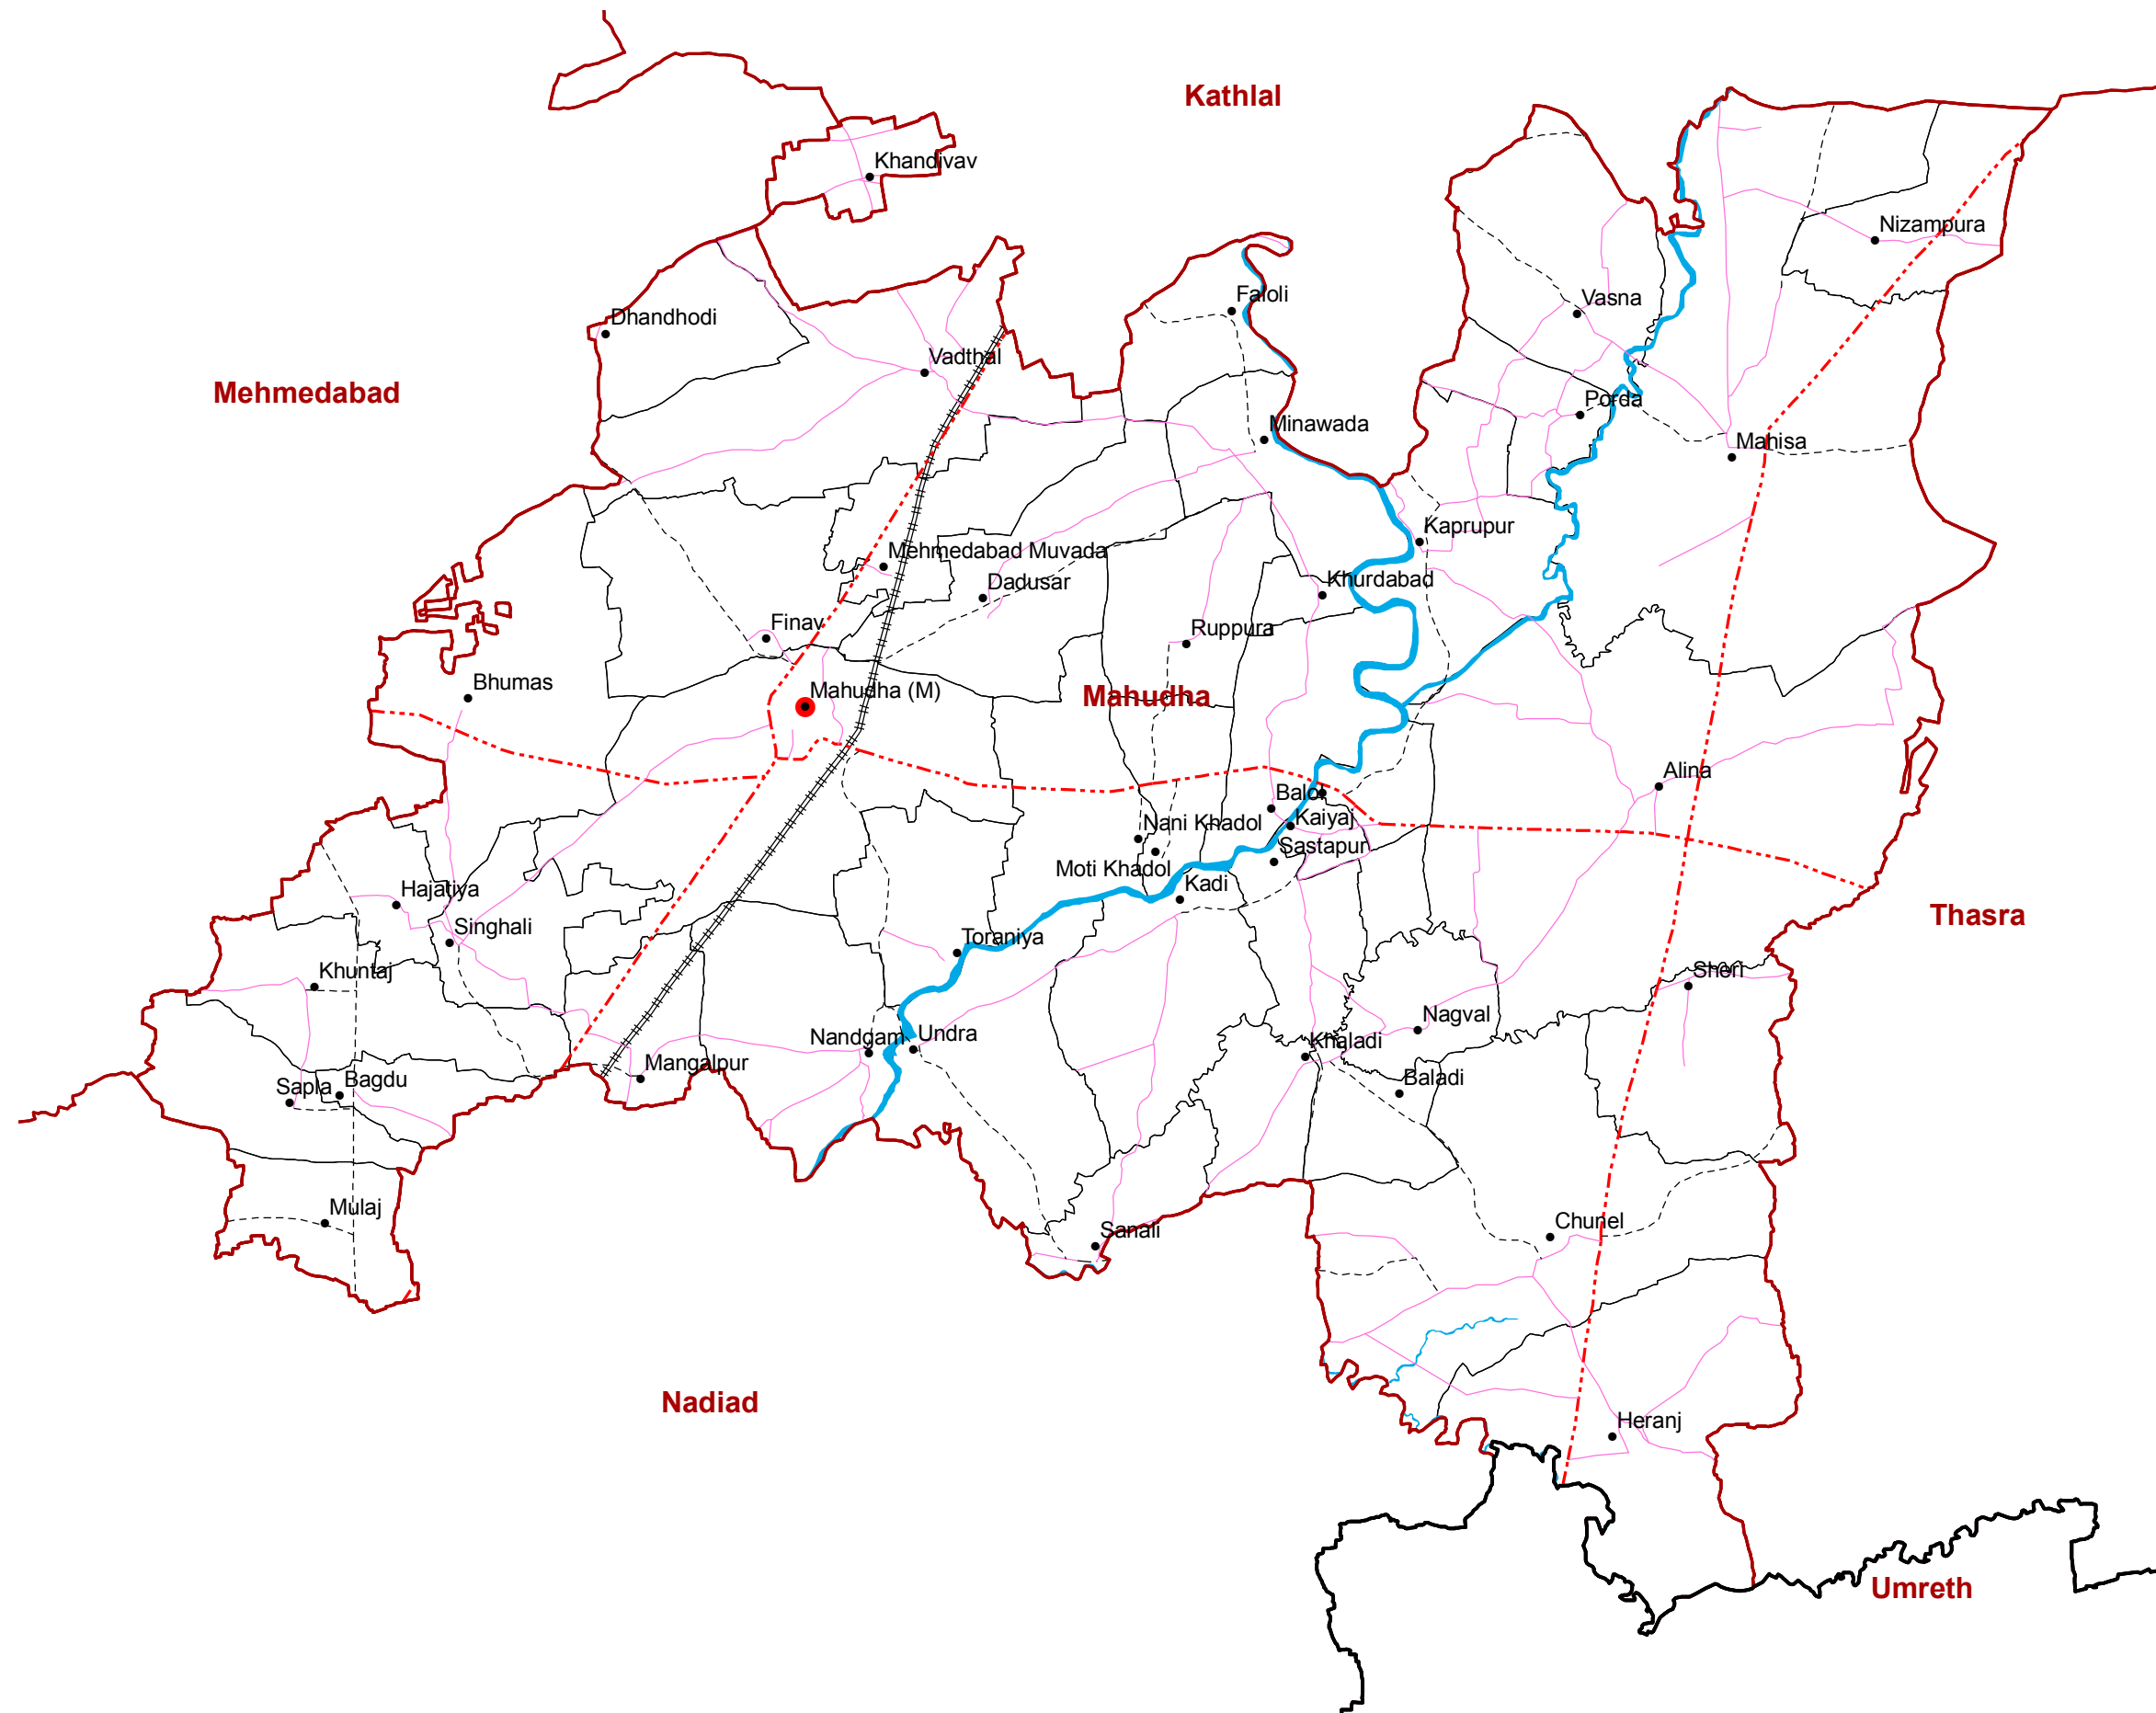 Kathlal
Khandivav
Nizampura
Faloli
Vasna
Dhandhodi
Vadthal
Mehmedabad
Porda
Minawada
Mahisa
Kaprupur
Mehmedabad Muvada
Dadusar
Khurdabad
Finav
Ruppura
Bhumas
Mahudha (M)
Mahudha
Alina
Balol
Kaiyaj
Nani Khadol
Sastapur
Moti Khadol
Kadi
Hajatiya
Thasra
Singhali
Toraniya
Khuntaj
Sheri
Nandgam
Undra
Nagval
Khaladi
Mangalpur
Sapla
Bagdu
Baladi
Mulaj
Chunel
Sanali
Nadiad
Heranj
Umreth